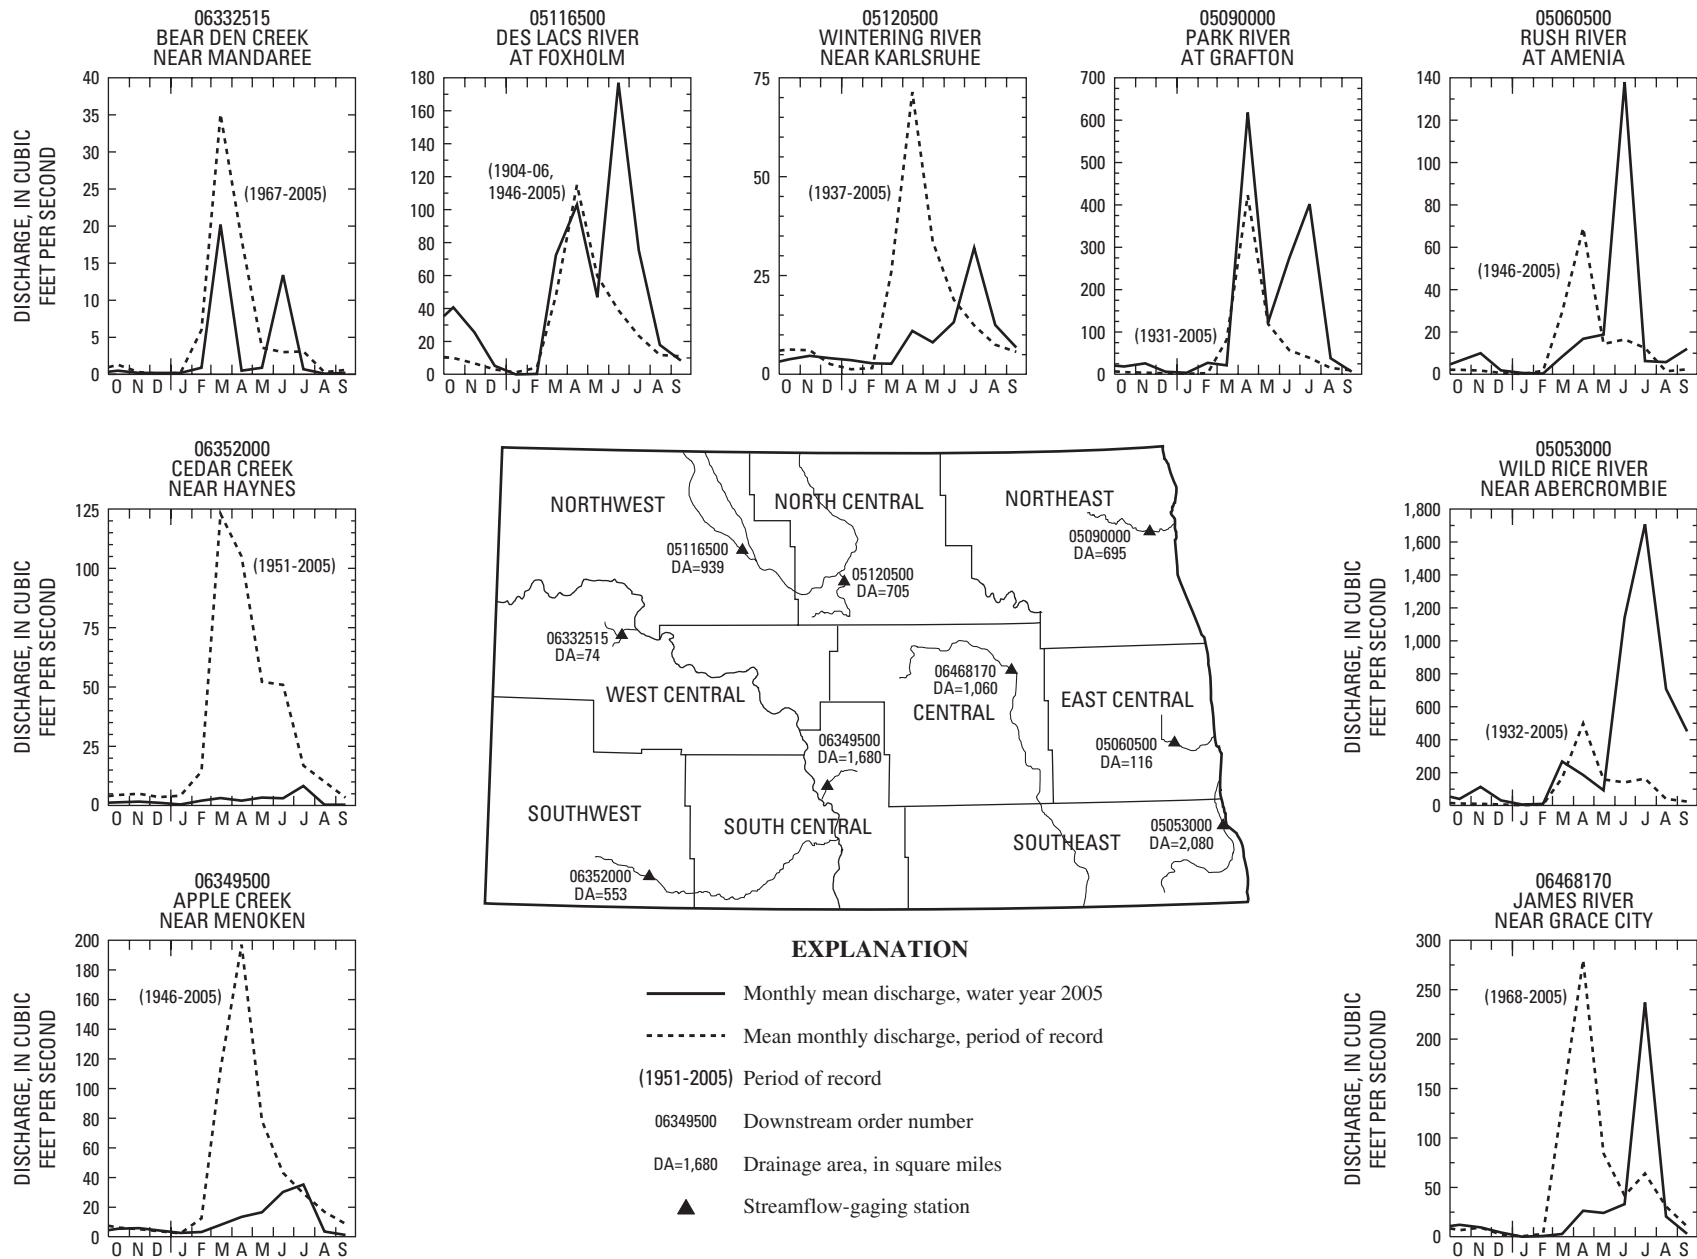 06332515
BEAR DEN CREEK
NEAR MANDAREE
05116500
DES LACS RIVER
AT FOXHOLM
05120500
WINTERING RIVER
NEAR KARLSRUHE
05090000
PARK RIVER
AT GRAFTON
05060500
RUSH RIVER
AT AMENIA
DISCHARGE, IN CUBIC
FEET PER SECOND
40
35
30
25
20
15
10
5
0
(1967-2005)
O N D J F M A M J J A S
180
160
140
120
100
80
60
40
20
0
(1904-06,
1946-2005)
O N D J F M A M J J A S
75
50
25
0
(1937-2005)
O N D J F M A M J J A S
700
600
500
400
300
200
100
0
(1931-2005)
O N D J F M A M J J A S
140
120
100
80
60
40
20
0
(1946-2005)
O N D J F M A M J J A S
06352000
CEDAR CREEK
NEAR HAYNES
DISCHARGE, IN CUBIC
FEET PER SECOND
125
100
75
50
25
0
(1951-2005)
O N D J F M A M J J A S
NORTHWEST
NORTH CENTRAL
NORTHEAST
05116500
DA=939
05120500
DA=705
05090000
DA=695
06332515
DA=74
WEST CENTRAL
06468170
DA=1,060
CENTRAL
EAST CENTRAL
06349500
DA=1,680
05060500
DA=116
SOUTHWEST
SOUTH CENTRAL
SOUTHEAST
05053000
DA=2,080
06352000
DA=553
05053000
WILD RICE RIVER
NEAR ABERCROMBIE
DISCHARGE, IN CUBIC
FEET PER SECOND
1,800
1,600
1,400
1,200
1,000
800
600
400
200
0
(1932-2005)
O N D J F M A M J J A S
06349500
APPLE CREEK
NEAR MENOKEN
DISCHARGE, IN CUBIC
FEET PER SECOND
200
180
160
140
120
100
80
60
40
20
0
(1946-2005)
O N D J F M A M J J A S
EXPLANATION
Monthly mean discharge, water year 2005
Mean monthly discharge, period of record
(1951-2005) Period of record
06349500 Downstream order number
DA=1,680 Drainage area, in square miles
Streamflow-gaging station
06468170
JAMES RIVER
NEAR GRACE CITY
DISCHARGE, IN CUBIC
FEET PER SECOND
300
250
200
150
100
50
0
(1968-2005)
O N D J F M A M J J A S